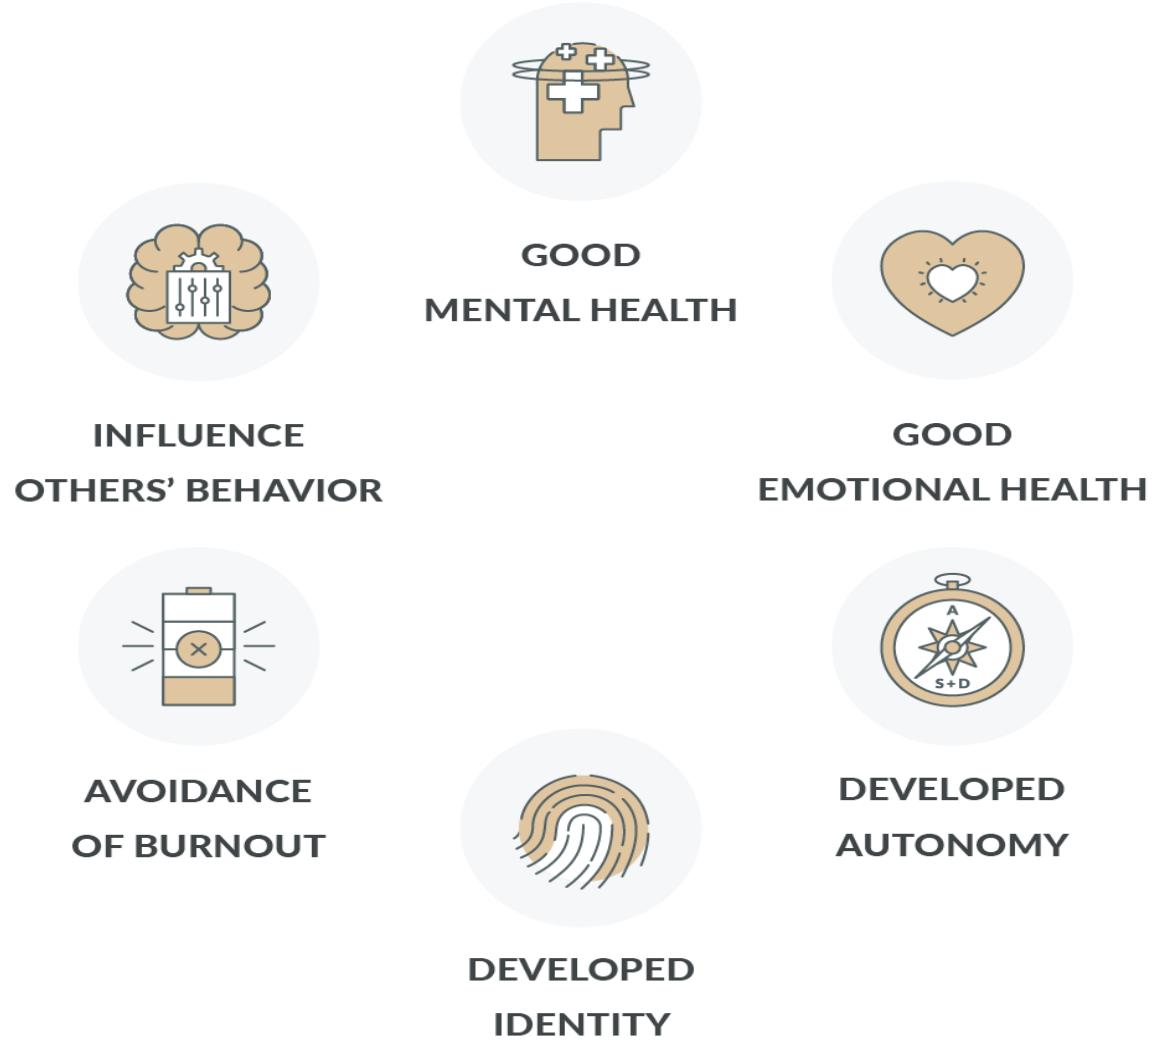 GOOD
MENTAL HEALTH
GOOD
EMOTIONAL HEALTH
A
S+D
DEVELOPED
AUTONOMY
DEVELOPED
IDENTITY
AVOIDANCE
OF BURNOUT
INFLUENCE
OTHERS’ BEHAVIOR